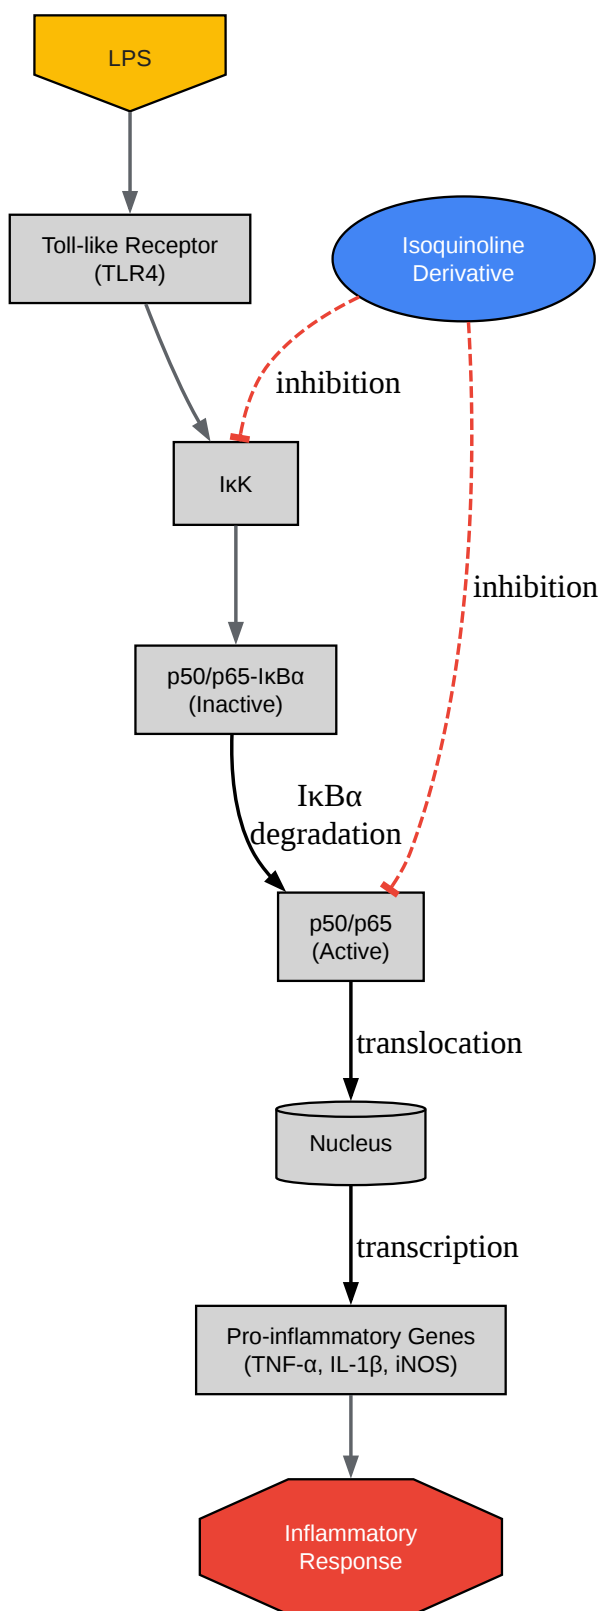 LPS
Toll-like Receptor
(TLR4)
Isoquinoline
Derivative
inhibition
IκK
inhibition
p50/p65-IκBα
(Inactive)
IκBα
degradation
p50/p65
(Active)
translocation
Nucleus
transcription
Pro-inflammatory Genes
(TNF-α, IL-1β, iNOS)
Inflammatory
Response